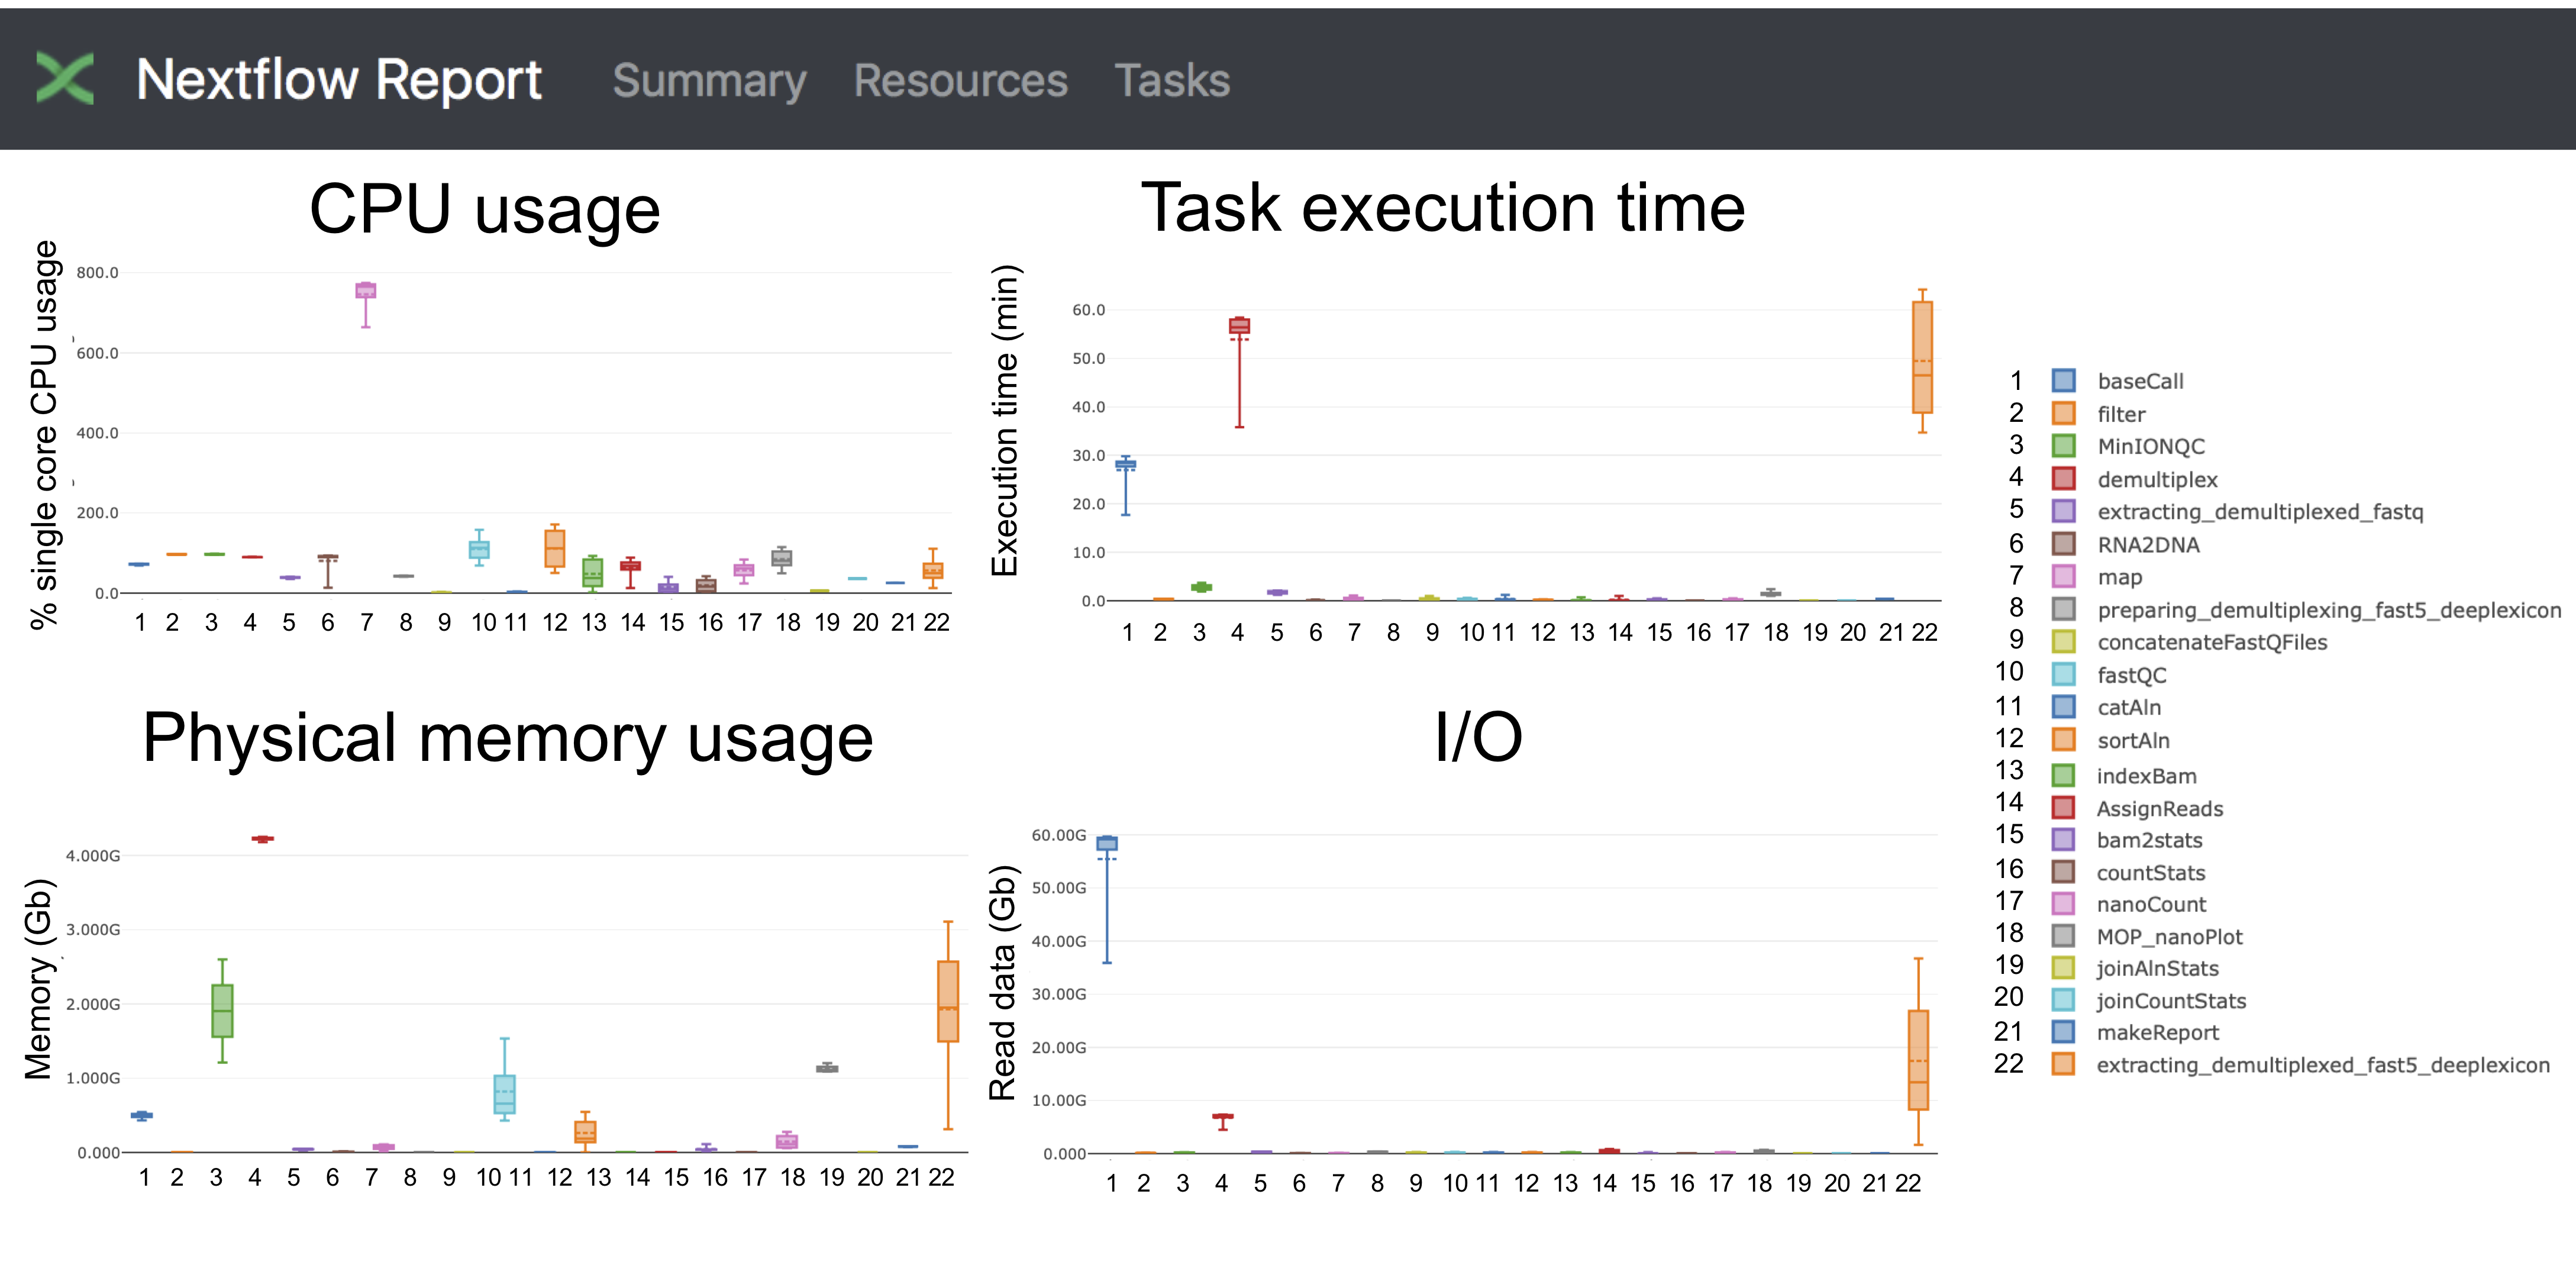 Nextflow Report Summary Resources Tasks
CPU usage
% single core CPU usage
800.0
600.0
400.0
200.0
0.0
1 2 3 4 5 6 7 8 9 10 11 12 13 14 15 16 17 18 19 20 21 22
Task execution time
Execution time (min)
60.0
50.0
40.0
30.0
20.0
10.0
0.0
1 2 3 4 5 6 7 8 9 10 11 12 13 14 15 16 17 18 19 20 21 22
Physical memory usage
Memory (Gb)
4.000G
3.000G
2.000G
1.000G
0.000
1 2 3 4 5 6 7 8 9 10 11 12 13 14 15 16 17 18 19 20 21 22
I/O
Read data (Gb)
60.00G
50.00G
40.00G
30.00G
20.00G
10.00G
0.000
1 2 3 4 5 6 7 8 9 10 11 12 13 14 15 16 17 18 19 20 21 22
1 baseCall
2 filter
3 MinIONQC
4 demultiplex
5 extracting_demultiplexed_fastq
6 RNA2DNA
7 map
8 preparing_demultiplexing_fast5_deeplexicon
9 concatenateFastQFiles
10 fastQC
11 catAln
12 sortAln
13 indexBam
14 AssignReads
15 bam2stats
16 countStats
17 nanoCount
18 MOP_nanoPlot
19 joinAlnStats
20 joinCountStats
21 makeReport
22 extracting_demultiplexed_fast5_deeplexicon